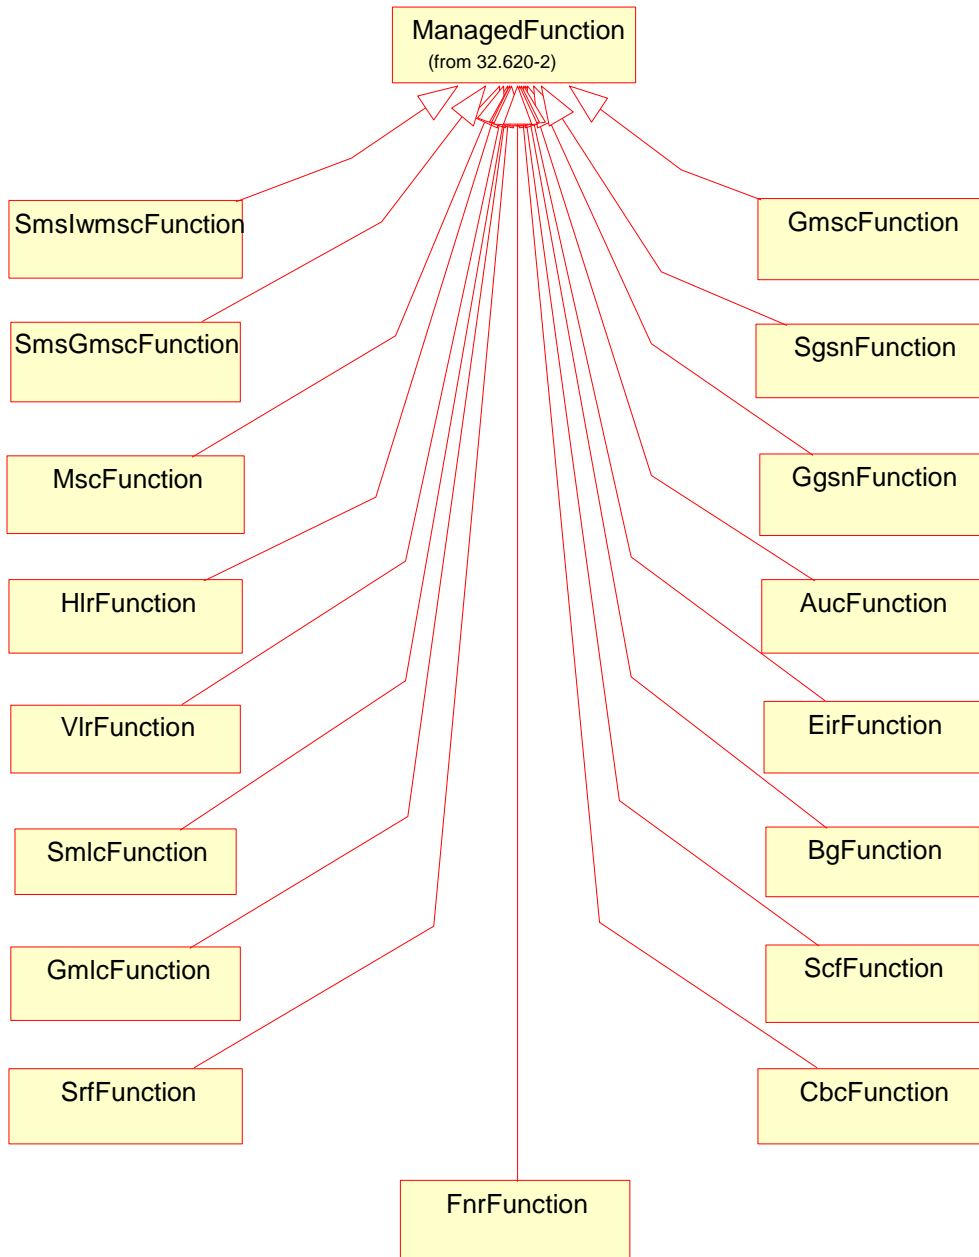 ManagedFunction
(from 32.620-2)
SmsIwmscFunction
GmscFunction
SmsGmscFunction
SgsnFunction
MscFunction
GgsnFunction
HlrFunction
AucFunction
VlrFunction
EirFunction
SmlcFunction
BgFunction
GmlcFunction
ScfFunction
SrfFunction
CbcFunction
FnrFunction